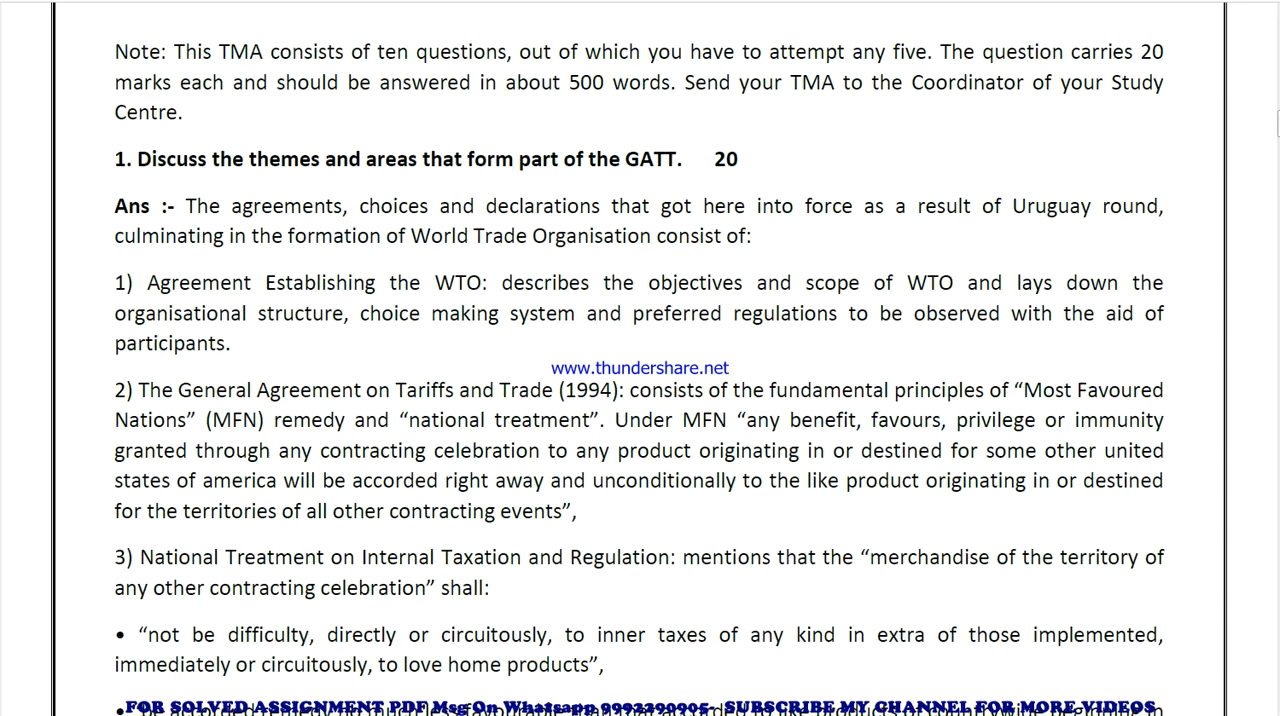 Note: This TMA consists of ten questions, out of which you have to attempt any five. The question carries 20
marks each and should be answered in about 500 words. Send your TMA to the Coordinator of your Study
Centre.
1. Discuss the themes and areas that form part of the GATT. 20
Ans :- The agreements, choices and declarations that got here into force as a result of Uruguay round,
culminating in the formation of World Trade Organisation consist of:
1) Agreement Establishing the WTO: describes the objectives and scope of WTO and lays down the
organisational structure, choice making system and preferred regulations to be observed with the aid of
participants.
www.thundershare.net
2) The General Agreement on Tariffs and Trade (1994): consists of the fundamental principles of “Most Favoured
Nations” (MFN) remedy and “national treatment”. Under MFN “any benefit, favours, privilege or immunity
granted through any contracting celebration to any product originating in or destined for some other united
states of america will be accorded right away and unconditionally to the like product originating in or destined
for the territories of all other contracting events”,
3) National Treatment on Internal Taxation and Regulation: mentions that the “merchandise of the territory of
any other contracting celebration” shall:
• “not be difficulty, directly or circuitously, to inner taxes of any kind in extra of those implemented,
immediately or circuitously, to love home products”,
FOR SOLVED ASSIGNMENT PDF Msg On Whatsapp 9992390905- SUBSCRIBE MY CHANNEL FOR MORE VIDEOS